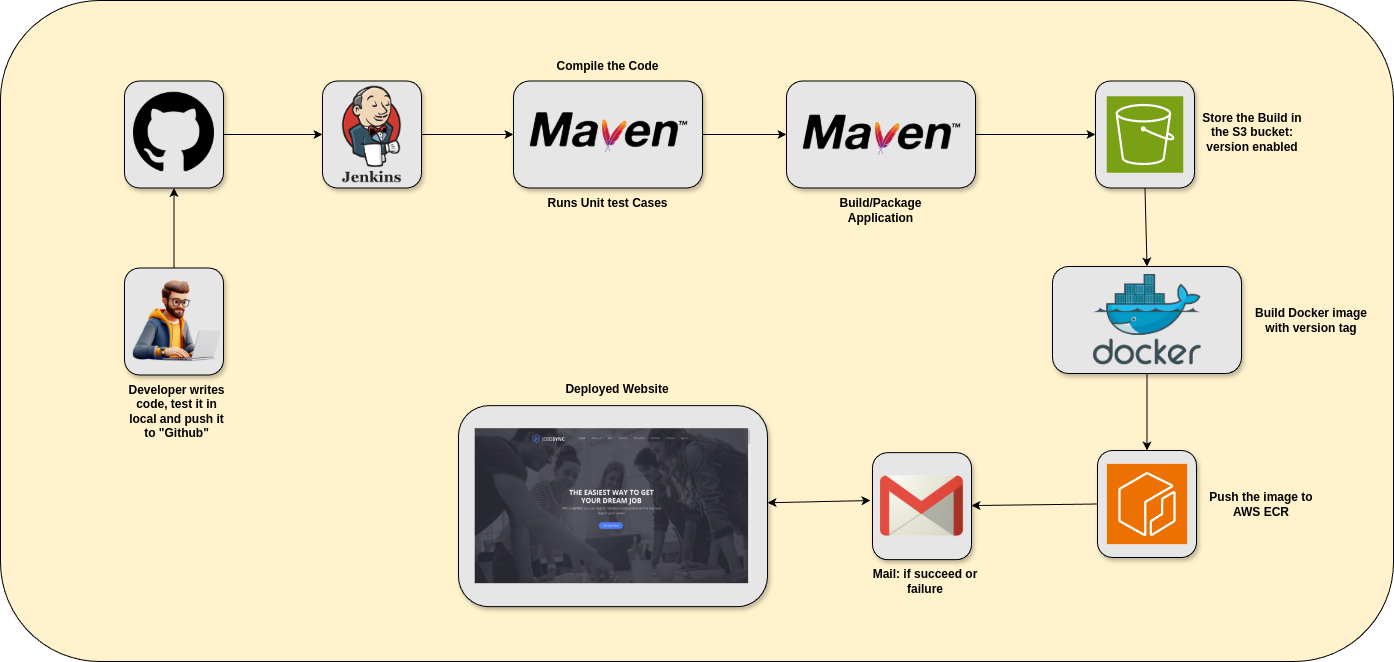 Compile the Code
Maven™
Maven™
Jenkins
Store the Build in
the S3 bucket:
version enabled
Runs Unit test Cases
Build/Package
Application
docker
Build Docker image
with version tag
Developer writes
code, test it in
local and push it
to "Github"
Deployed Website
JOBSYNC
THE EASIEST WAY TO GET
YOUR DREAM JOB
Push the image to
AWS ECR
Mail: if succeed or
failure